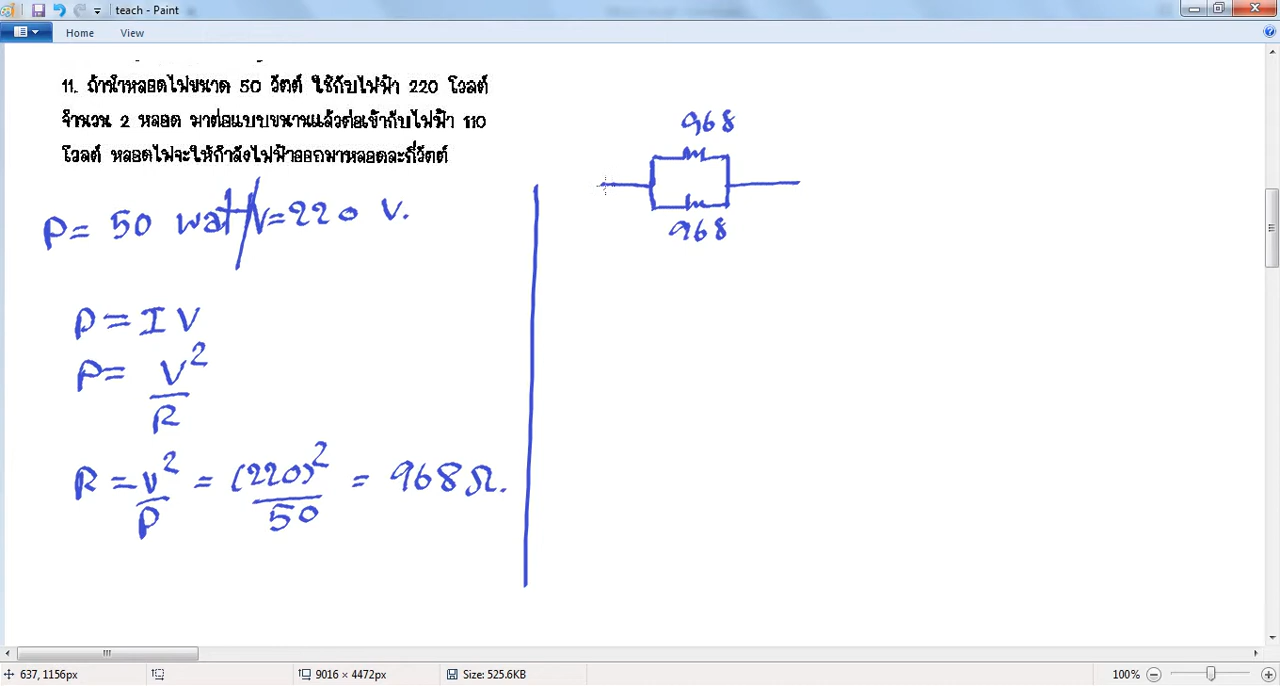 teach - Paint
Home View
11. ถ้านำหลอดไฟขนาด 50 วัตต์ ใช้กับไฟฟ้า 220 โวลต์
จำนวน 2 หลอด มาต่อแบบขนานแล้วต่อเข้ากับไฟฟ้า 110
โวลต์ หลอดไฟจะให้กำลังไฟฟ้าออกมาหลอดละกี่วัตต์
P = 50 watt/V=220 V.
P = I V
P = V²/R
R = V²/P = (220)²/50 = 968 Ω.
968
968
637, 1156px
9016 × 4472px
Size: 525.6KB
100%